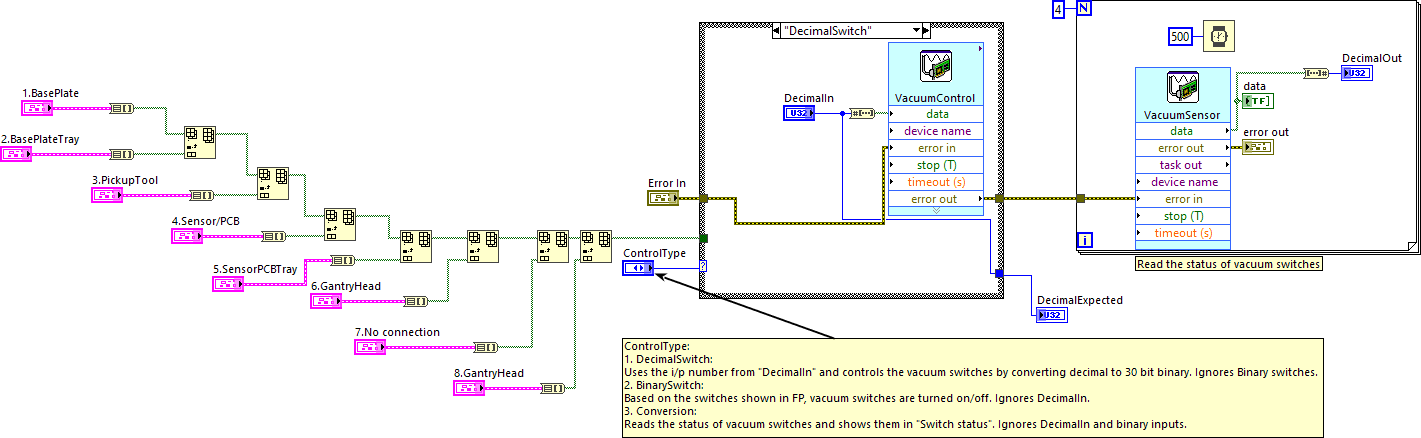 1.BasePlate
2.BasePlateTray
3.PickupTool
4.Sensor/PCB
5.SensorPCBTray
6.GantryHead
7.No connection
8.GantryHead
Error In
ControlType
"DecimalSwitch"
DecimalIn
U32
VacuumControl
data
device name
error in
stop (T)
timeout (s)
error out
?
DecimalExpected
U32
4
N
500
i
VacuumSensor
data
error out
task out
device name
error in
stop (T)
timeout (s)
DecimalOut
U32
data
TF
error out
Read the status of vacuum switches
ControlType:
1. DecimalSwitch:
Uses the i/p number from "DecimalIn" and controls the vacuum switches by converting decimal to 30 bit binary. Ignores Binary switches.
2. BinarySwitch:
Based on the switches shown in FP, vacuum switches are turned on/off. Ignores DecimalIn.
3. Conversion:
Reads the status of vacuum switches and shows them in "Switch status". Ignores DecimalIn and binary inputs.